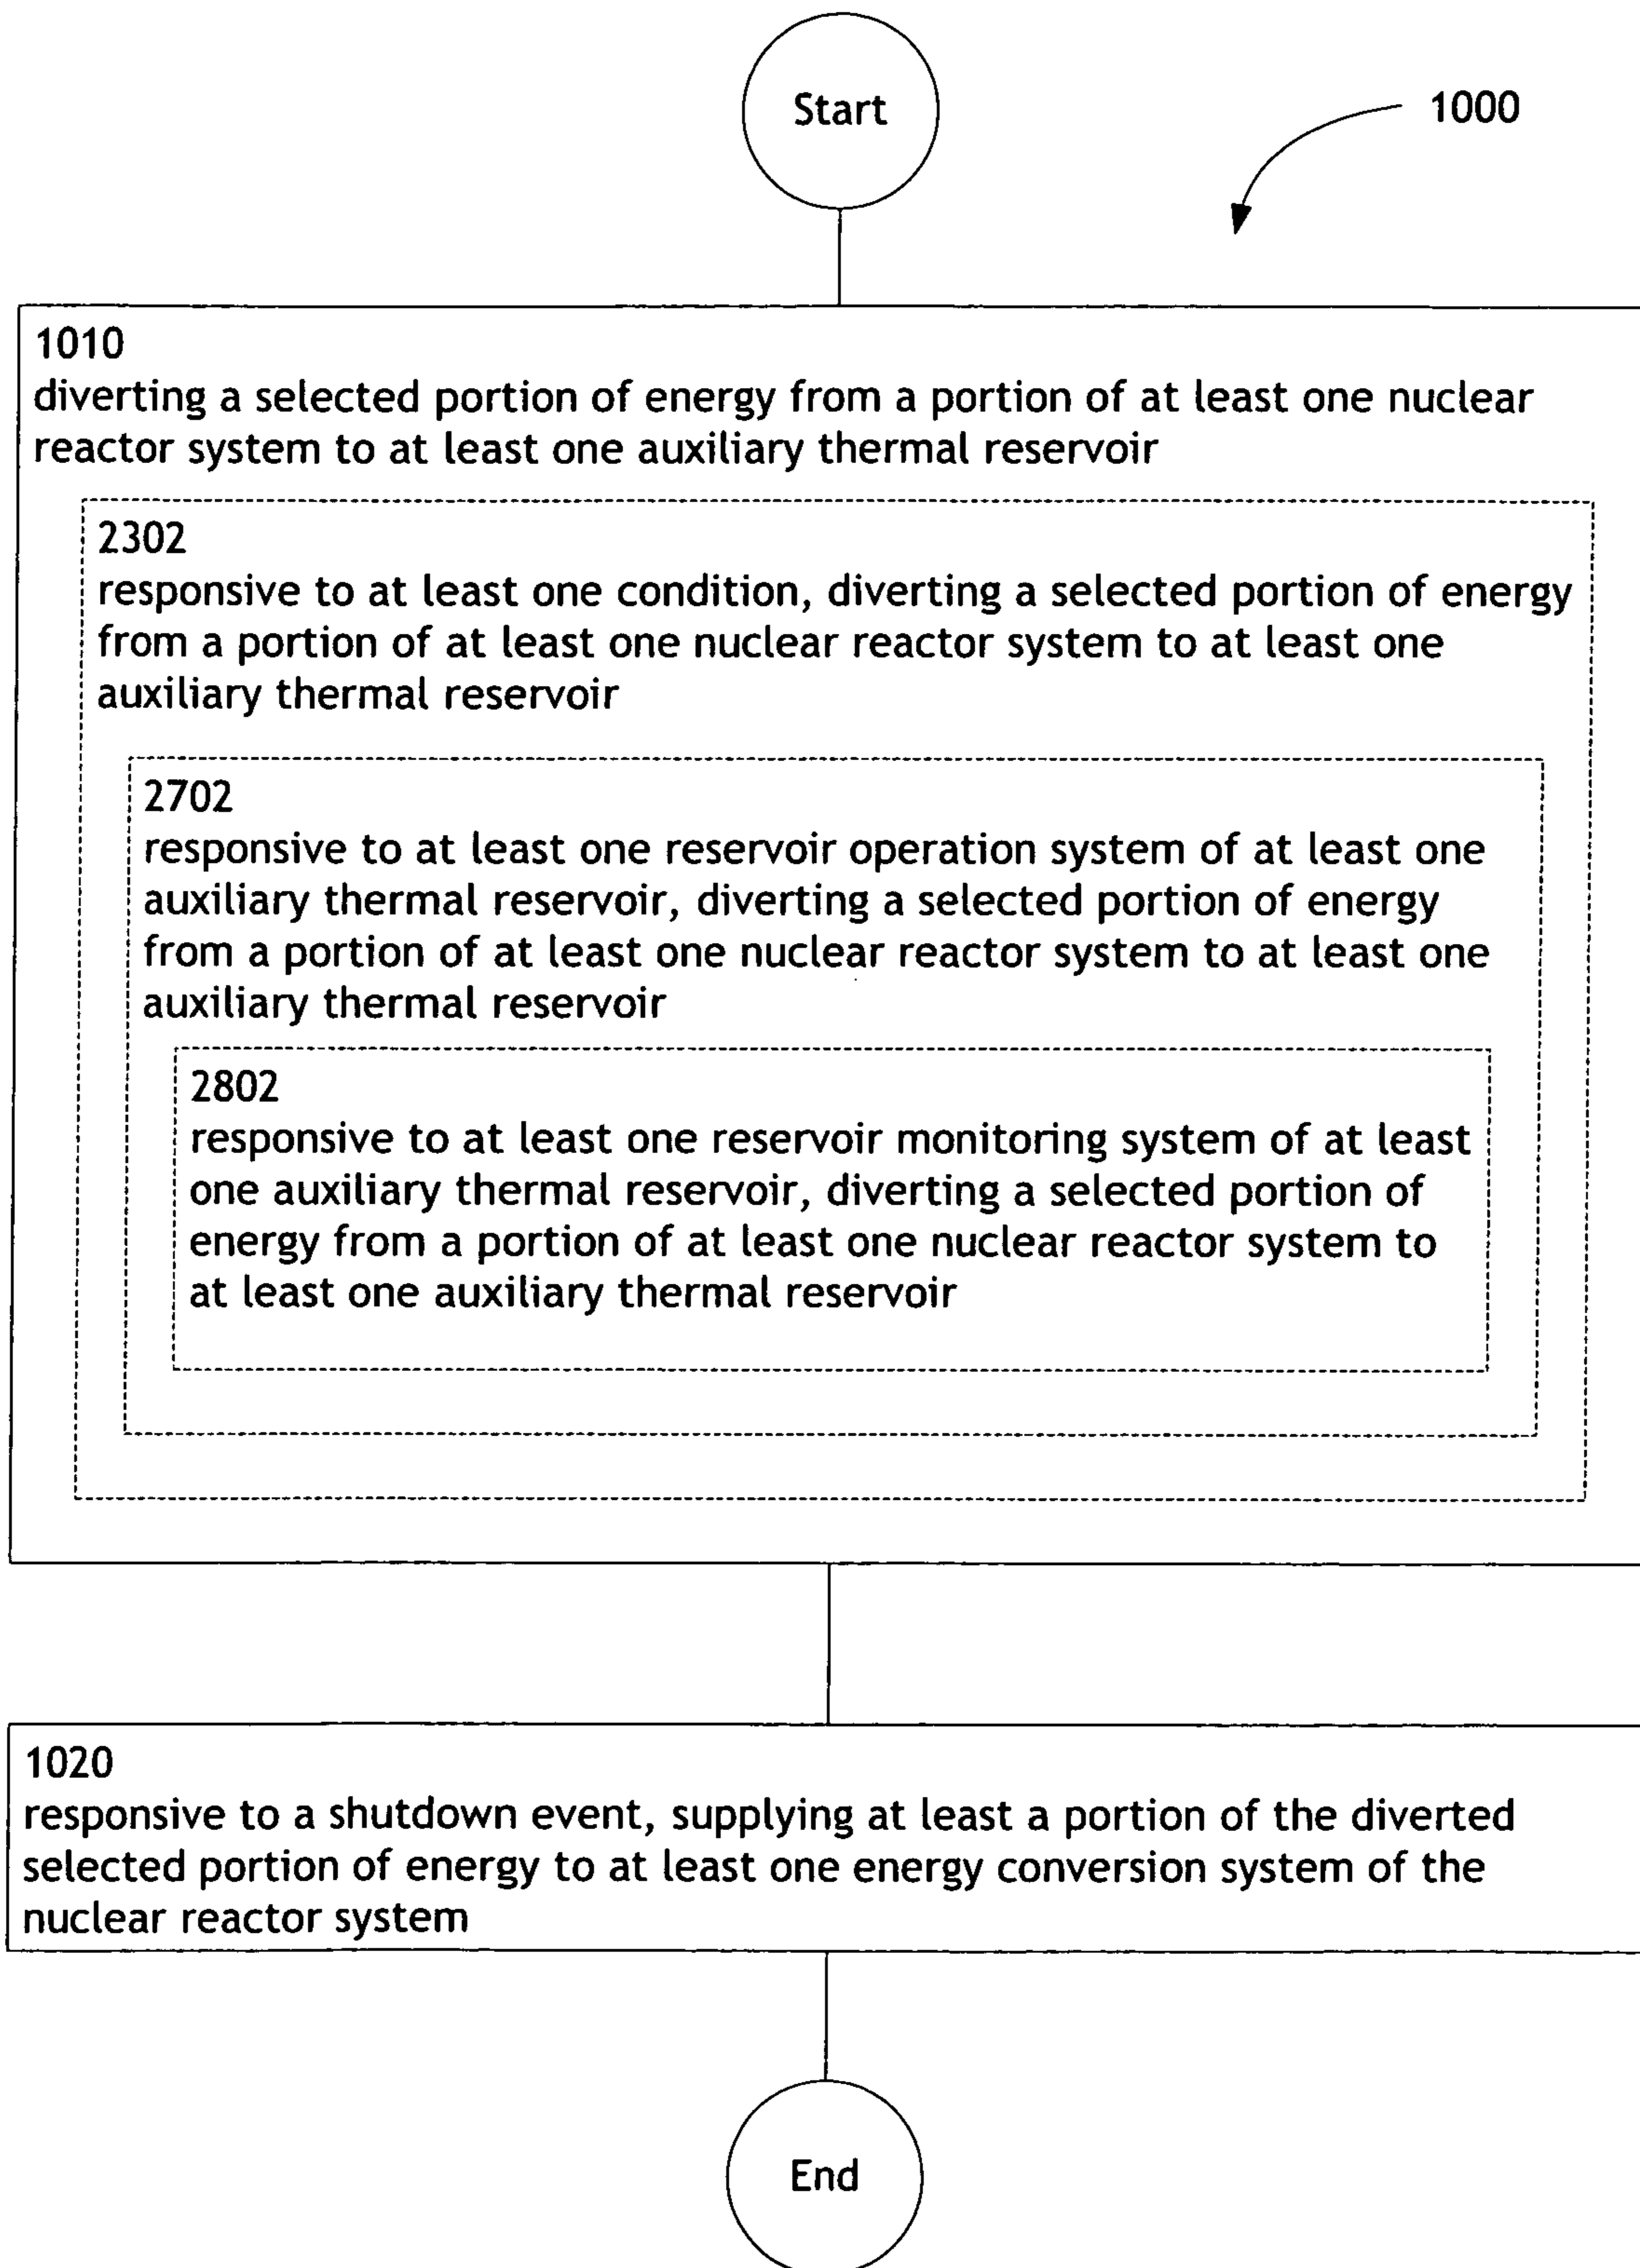 Start
1000
1010
diverting a selected portion of energy from a portion of at least one nuclear
reactor system to at least one auxiliary thermal reservoir
2302
responsive to at least one condition, diverting a selected portion of energy
from a portion of at least one nuclear reactor system to at least one
auxiliary thermal reservoir
2702
responsive to at least one reservoir operation system of at least one
auxiliary thermal reservoir, diverting a selected portion of energy
from a portion of at least one nuclear reactor system to at least one
auxiliary thermal reservoir
2802
responsive to at least one reservoir monitoring system of at least
one auxiliary thermal reservoir, diverting a selected portion of
energy from a portion of at least one nuclear reactor system to
at least one auxiliary thermal reservoir
1020
responsive to a shutdown event, supplying at least a portion of the diverted
selected portion of energy to at least one energy conversion system of the
nuclear reactor system
End